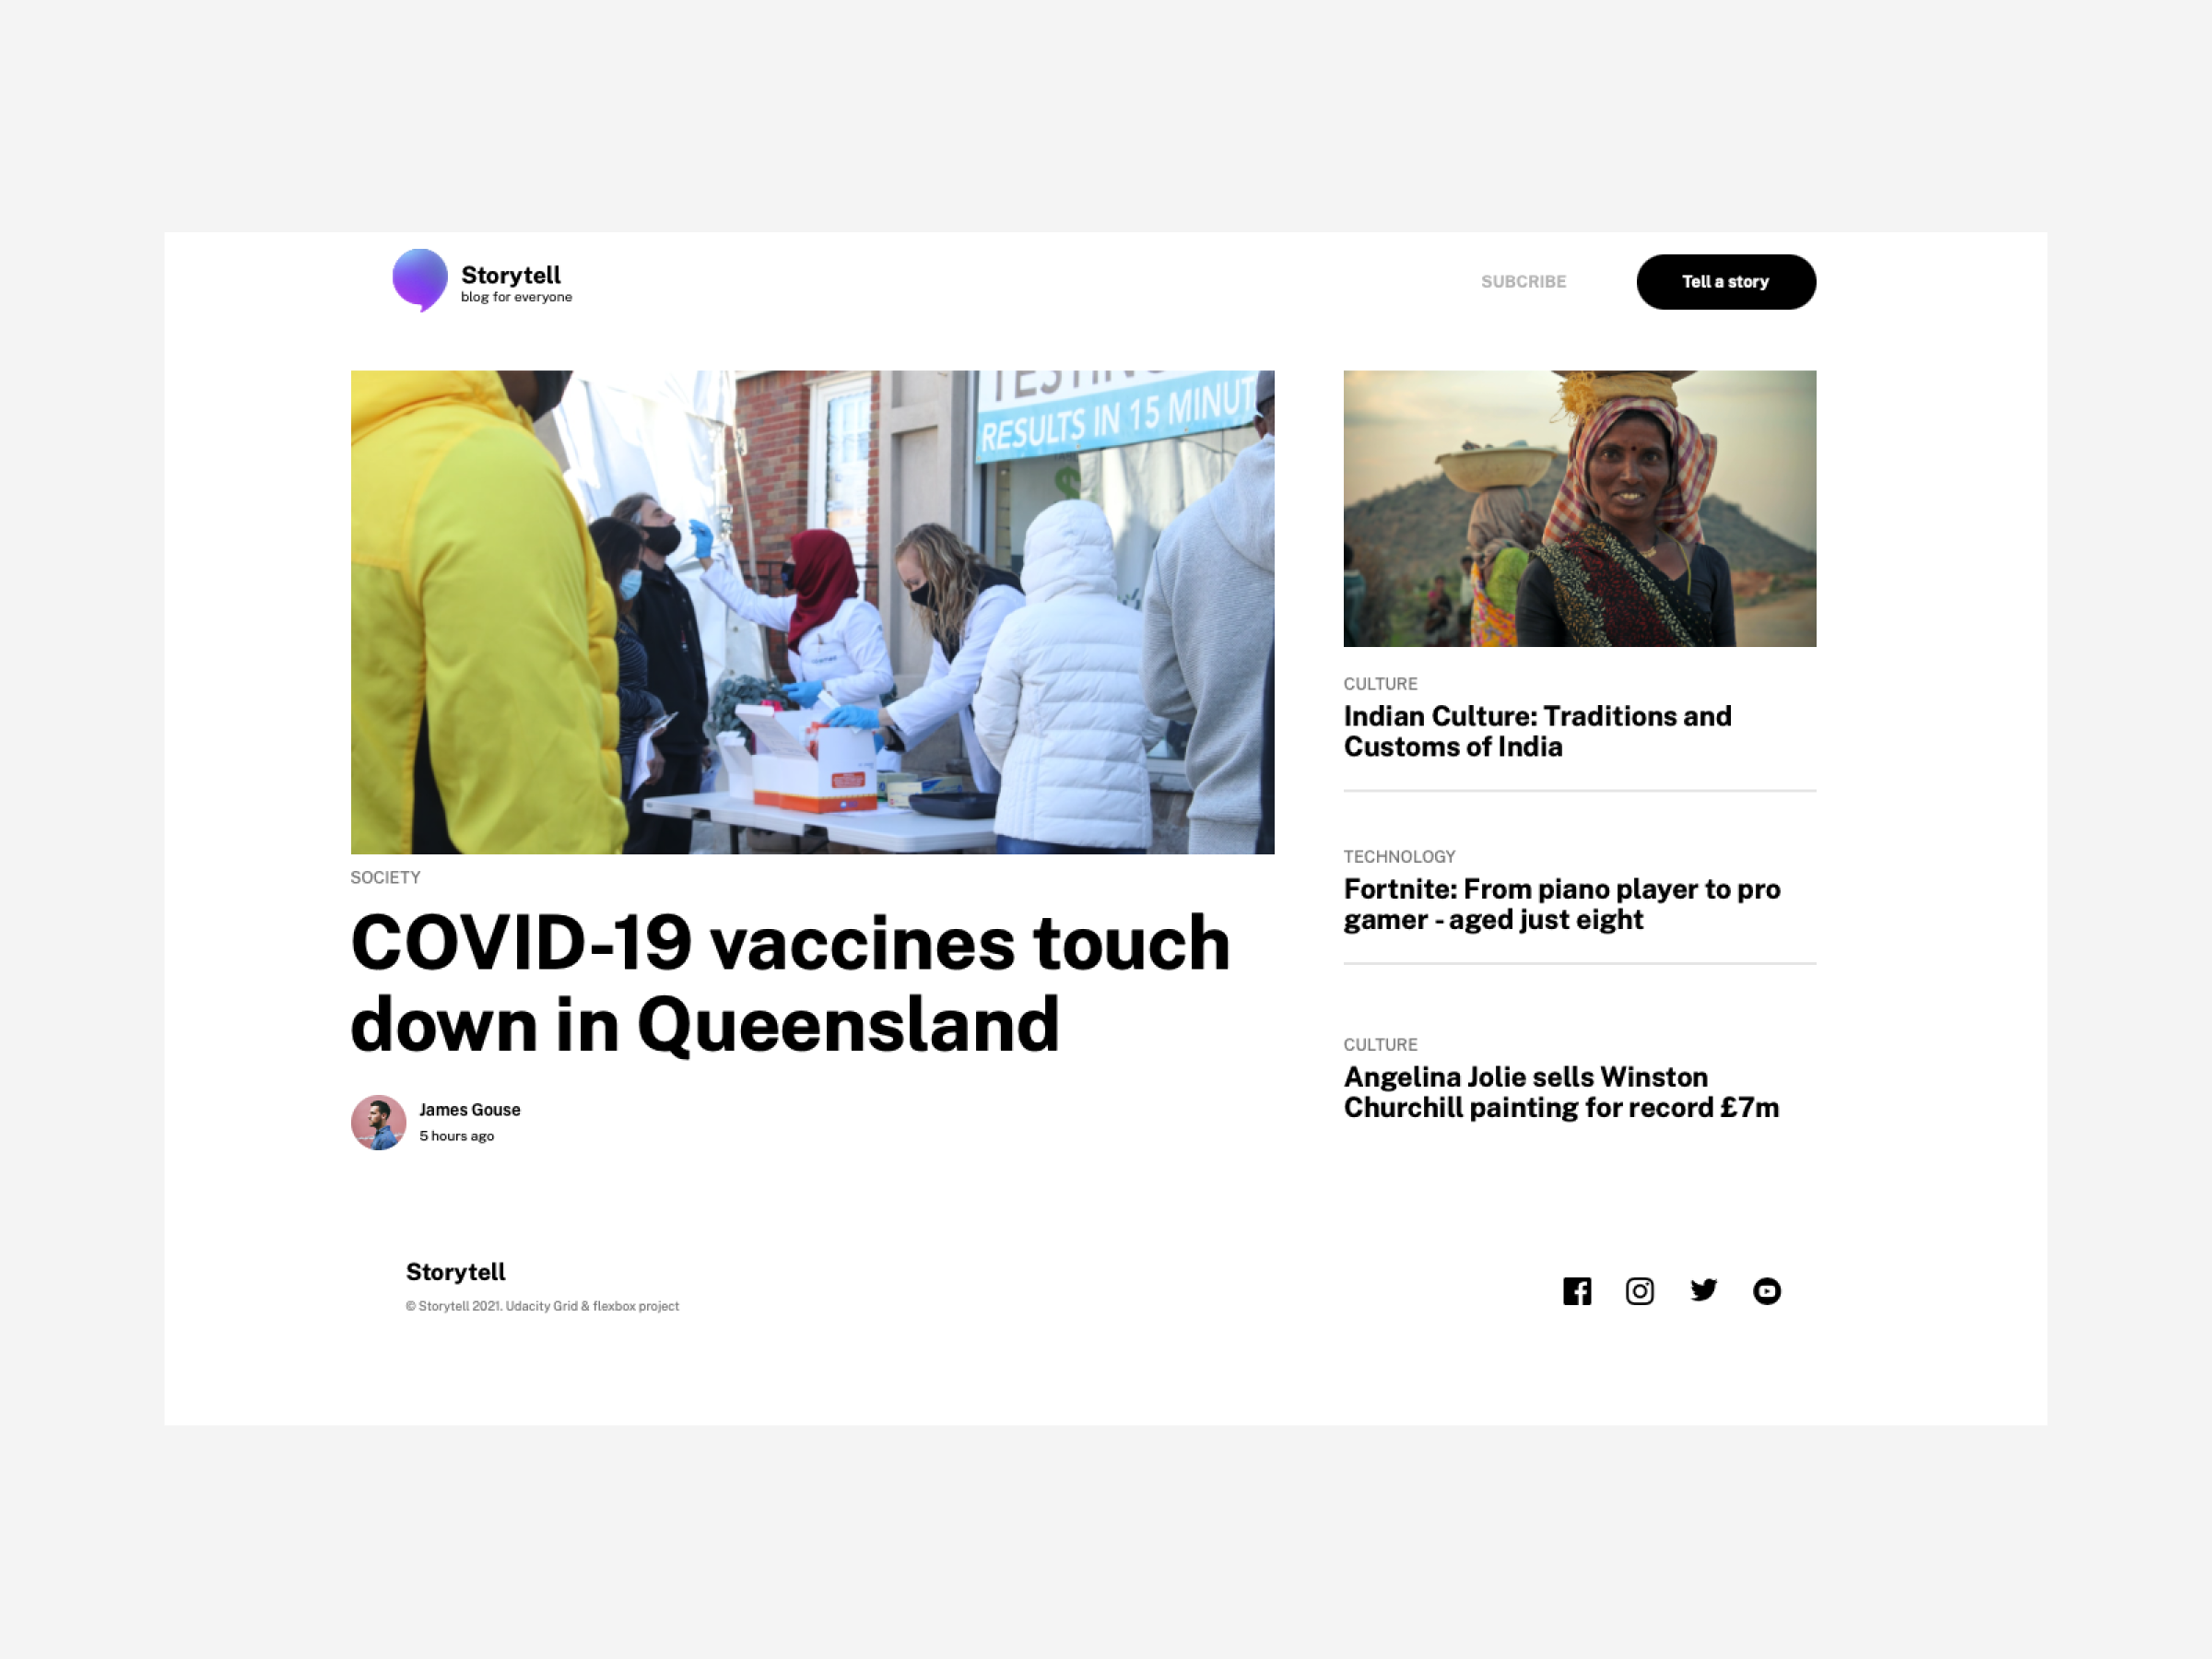 Storytell
blog for everyone
SUBCRIBE
Tell a story
RESULTS IN 15 MINUT
SOCIETY
COVID-19 vaccines touch
down in Queensland
James Gouse
5 hours ago
CULTURE
Indian Culture: Traditions and
Customs of India
TECHNOLOGY
Fortnite: From piano player to pro
gamer - aged just eight
CULTURE
Angelina Jolie sells Winston
Churchill painting for record £7m
Storytell
© Storytell 2021. Udacity Grid & flexbox project